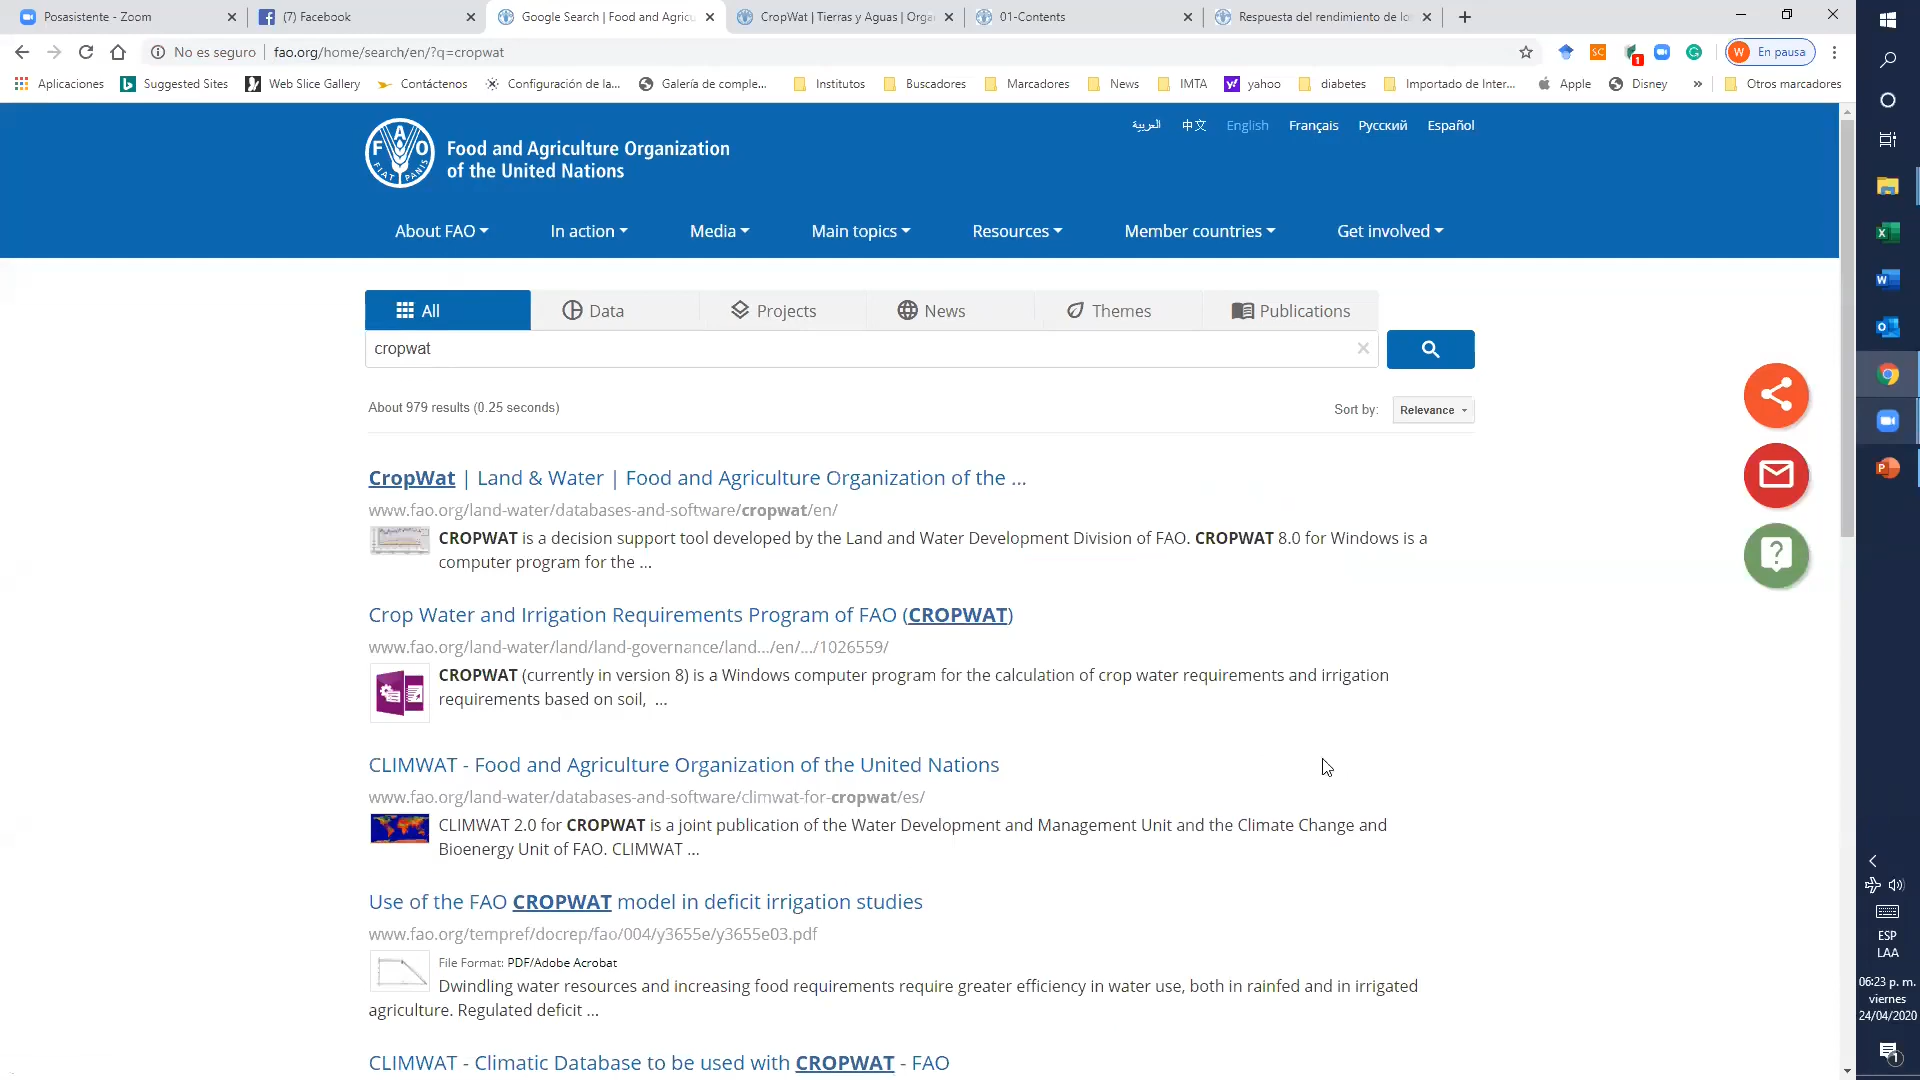 Posasistente - Zoom
(7) Facebook
Google Search | Food and Agricu
CropWat | Tierras y Aguas | Orga
01-Contents
Respuesta del rendimiento de lo
No es seguro
fao.org/home/search/en/?q=cropwat
SC
1
W En pausa
Aplicaciones
Suggested Sites
Web Slice Gallery
Contáctenos
Configuración de la...
Galería de comple...
Institutos
Buscadores
Marcadores
News
IMTA
yahoo
diabetes
Importado de Inter...
Apple
Disney
»
Otros marcadores
FAO
FIAT PANIS
Food and Agriculture Organization
of the United Nations
العربية
中文
English
Français
Русский
Español
About FAO
In action
Media
Main topics
Resources
Member countries
Get involved
All
Data
Projects
News
Themes
Publications
cropwat
About 979 results (0.25 seconds)
Sort by:
Relevance
CropWat | Land & Water | Food and Agriculture Organization of the ...
www.fao.org/land-water/databases-and-software/cropwat/en/
CROPWAT is a decision support tool developed by the Land and Water Development Division of FAO. CROPWAT 8.0 for Windows is a
computer program for the ...
Crop Water and Irrigation Requirements Program of FAO (CROPWAT)
www.fao.org/land-water/land/land-governance/land.../en/.../1026559/
CROPWAT (currently in version 8) is a Windows computer program for the calculation of crop water requirements and irrigation
requirements based on soil, ...
CLIMWAT - Food and Agriculture Organization of the United Nations
www.fao.org/land-water/databases-and-software/climwat-for-cropwat/es/
CLIMWAT 2.0 for CROPWAT is a joint publication of the Water Development and Management Unit and the Climate Change and
Bioenergy Unit of FAO. CLIMWAT ...
Use of the FAO CROPWAT model in deficit irrigation studies
www.fao.org/tempref/docrep/fao/004/y3655e/y3655e03.pdf
File Format: PDF/Adobe Acrobat
Dwindling water resources and increasing food requirements require greater efficiency in water use, both in rainfed and in irrigated
agriculture. Regulated deficit ...
CLIMWAT - Climatic Database to be used with CROPWAT - FAO
ESP
LAA
06:23 p. m.
viernes
24/04/2020
1